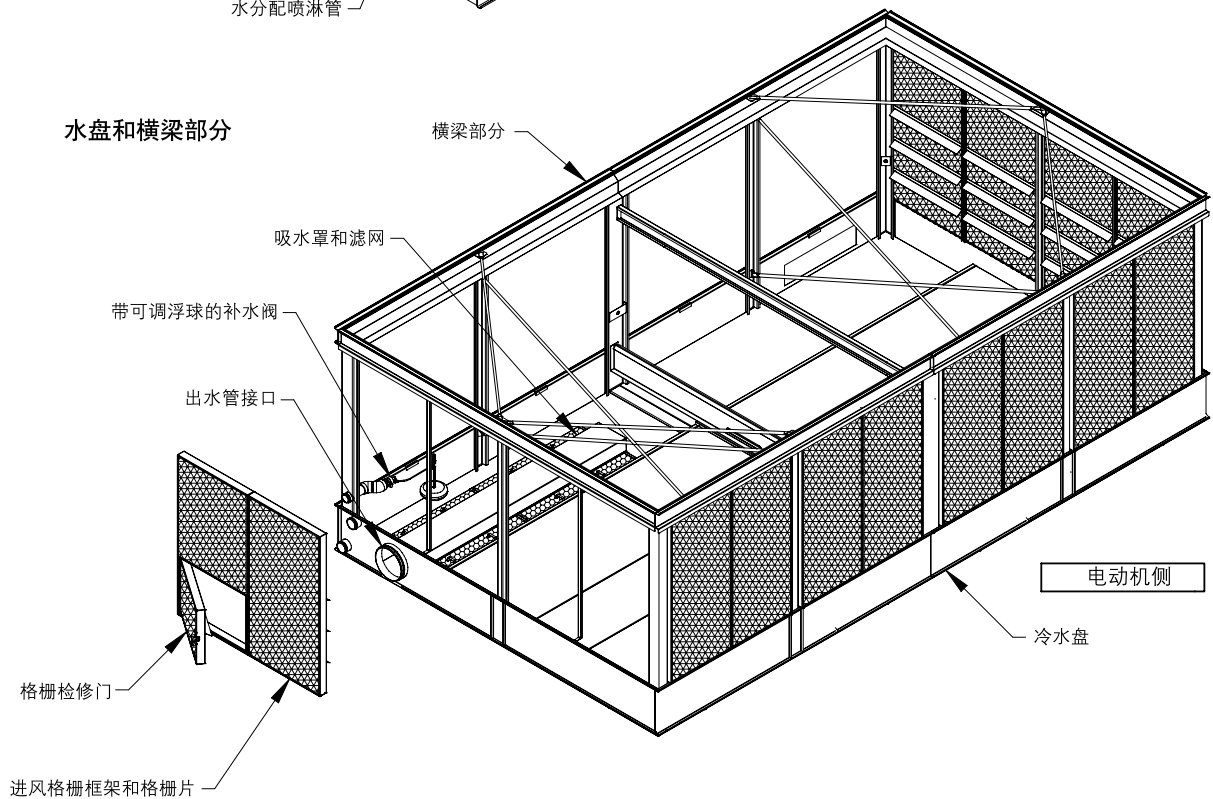 水分配喷淋管
水盘和横梁部分
横梁部分
吸水罩和滤网
带可调浮球的补水阀
出水管接口
电动机侧
冷水盘
格栅检修门
进风格栅框架和格栅片